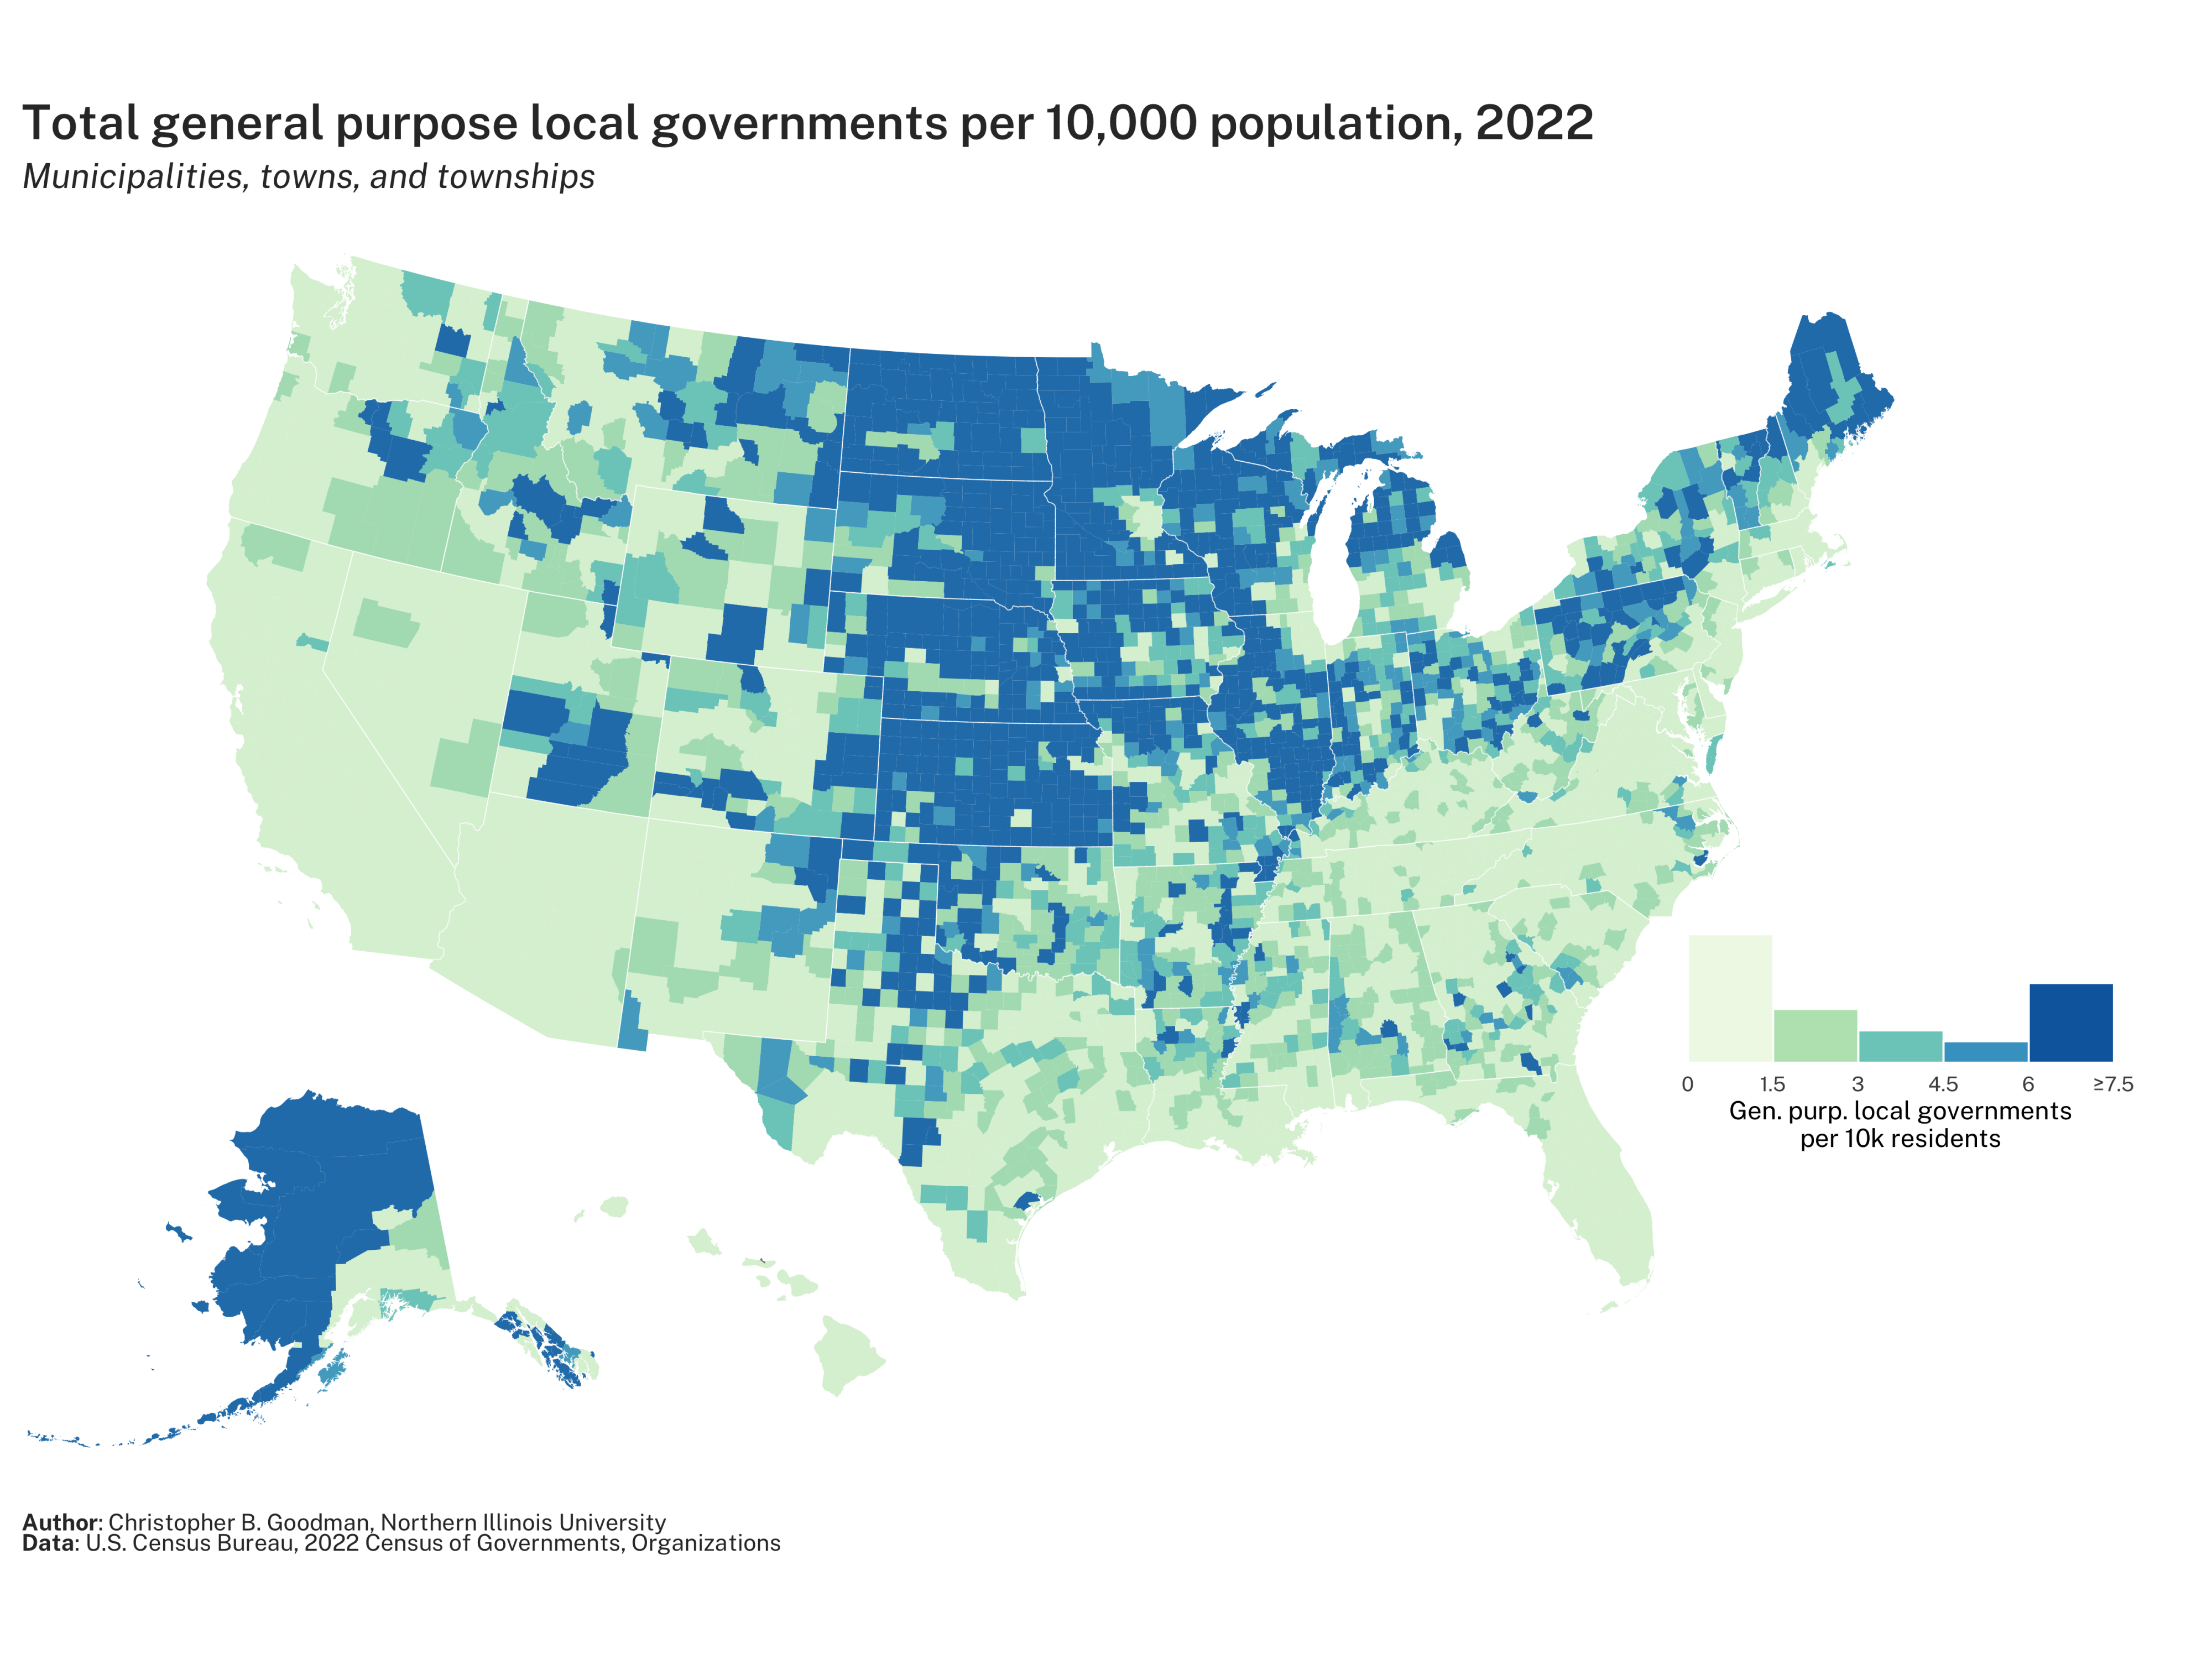 Total general purpose local governments per 10,000 population, 2022
Municipalities, towns, and townships
0 1.5 3 4.5 6 ≥7.5
Gen. purp. local governments
per 10k residents
Author: Christopher B. Goodman, Northern Illinois University
Data: U.S. Census Bureau, 2022 Census of Governments, Organizations